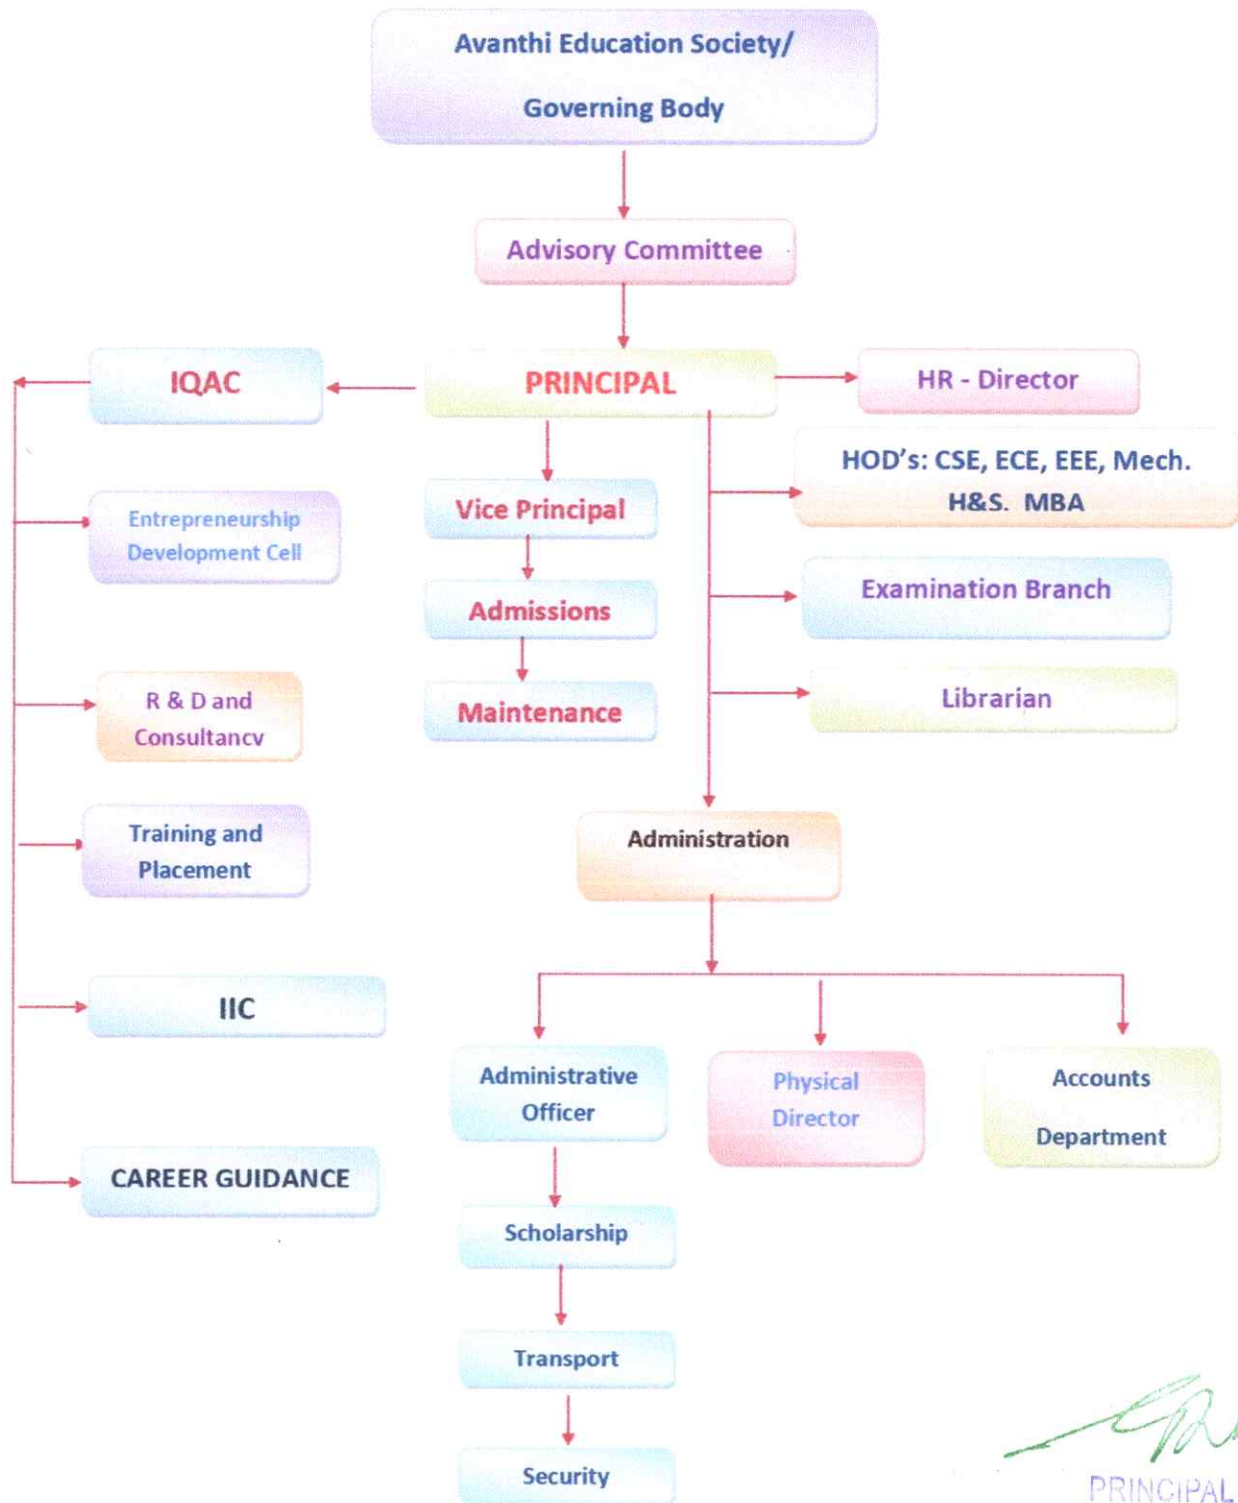 Avanthi Education Society/
Governing Body
Advisory Committee
IQAC
PRINCIPAL
HR - Director
HOD's: CSE, ECE, EEE, Mech.
H&S. MBA
Vice Principal
Entrepreneurship
Development Cell
Examination Branch
Admissions
R & D and
Consultancy
Librarian
Maintenance
Training and
Placement
Administration
IIC
Administrative
Officer
Physical
Director
Accounts
Department
CAREER GUIDANCE
Scholarship
Transport
Security
PRINCIPAL